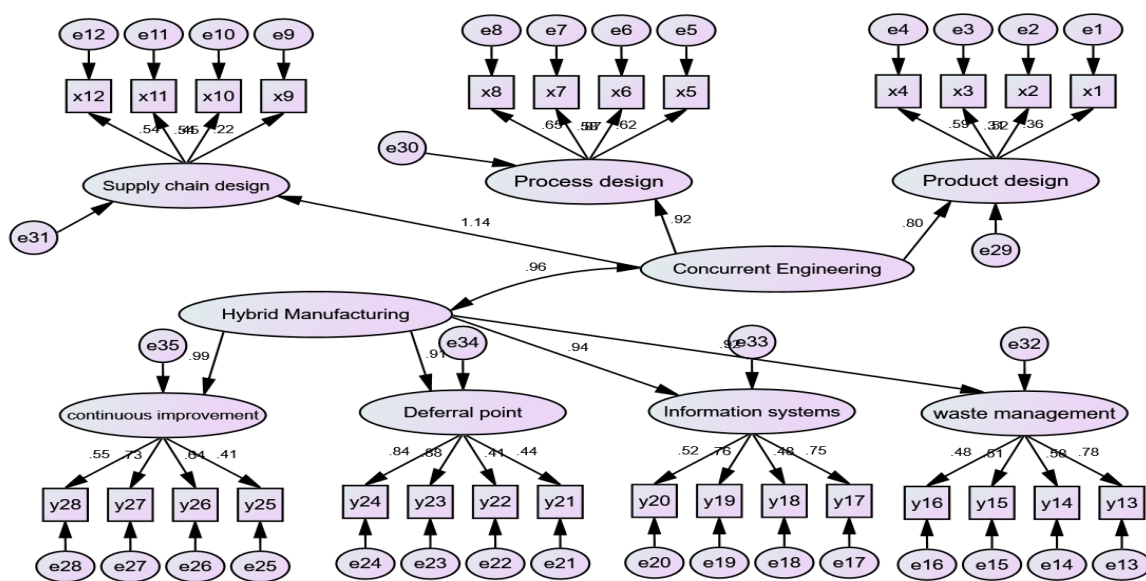 e12 e11 e10 e9 e8 e7 e6 e5 e4 e3 e2 e1
x12 x11 x10 x9 x8 x7 x6 x5 x4 x3 x2 x1
.54 .22 .65 .62 .59 .36
e30
Supply chain design Process design Product design
e31 1.14 .92 .80 e29
.96 Concurrent Engineering
Hybrid Manufacturing
e35 .99 .91 e34 .94 .92 e33 e32
continuous improvement Deferral point Information systems waste management
.55 .73 .64 .41 .84 .88 .41 .44 .52 .76 .48 .75 .48 .51 .58 .78
y28 y27 y26 y25 y24 y23 y22 y21 y20 y19 y18 y17 y16 y15 y14 y13
e28 e27 e26 e25 e24 e23 e22 e21 e20 e19 e18 e17 e16 e15 e14 e13